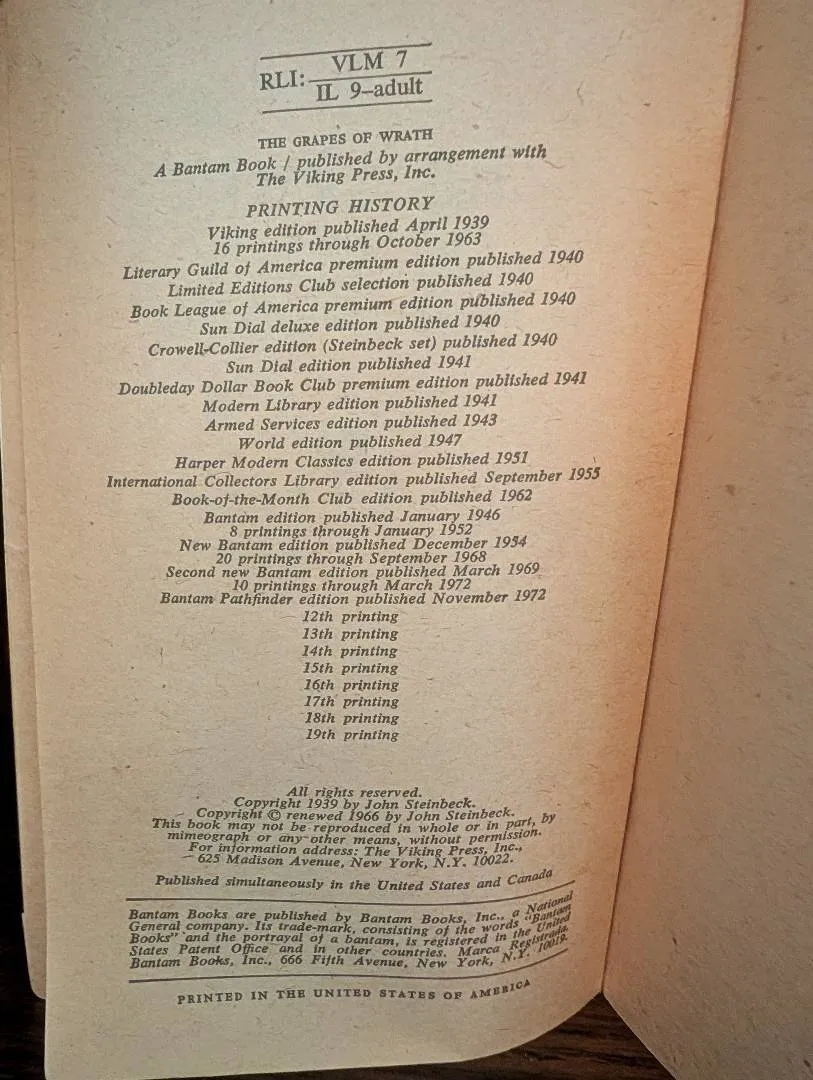 RLI: VLM 7
IL 9–adult
THE GRAPES OF WRATH
A Bantam Book / published by arrangement with
The Viking Press, Inc.
PRINTING HISTORY
Viking edition published April 1939
16 printings through October 1963
Literary Guild of America premium edition published 1940
Limited Editions Club selection published 1940
Book League of America premium edition published 1940
Sun Dial deluxe edition published 1940
Crowell-Collier edition (Steinbeck set) published 1940
Sun Dial edition published 1941
Doubleday Dollar Book Club premium edition published 1941
Modern Library edition published 1941
Armed Services edition published 1943
World edition published 1947
Harper Modern Classics edition published 1951
International Collectors Library edition published September 1955
Book-of-the-Month Club edition published 1962
Bantam edition published January 1946
8 printings through January 1952
New Bantam edition published December 1954
20 printings through September 1968
Second new Bantam edition published March 1969
10 printings through March 1972
Bantam Pathfinder edition published November 1972
12th printing
13th printing
14th printing
15th printing
16th printing
17th printing
18th printing
19th printing
All rights reserved.
Copyright 1939 by John Steinbeck.
Copyright © renewed 1966 by John Steinbeck.
This book may not be reproduced in whole or in part, by
mimeograph or any other means, without permission.
For information address: The Viking Press, Inc.,
625 Madison Avenue, New York, N.Y. 10022.
Published simultaneously in the United States and Canada
Bantam Books are published by Bantam Books, Inc., a National
General company. Its trade-mark, consisting of the words "Bantam
Books" and the portrayal of a bantam, is registered in the United
States Patent Office and in other countries. Marca Registrada.
Bantam Books, Inc., 666 Fifth Avenue, New York, N.Y. 10019.
PRINTED IN THE UNITED STATES OF AMERICA